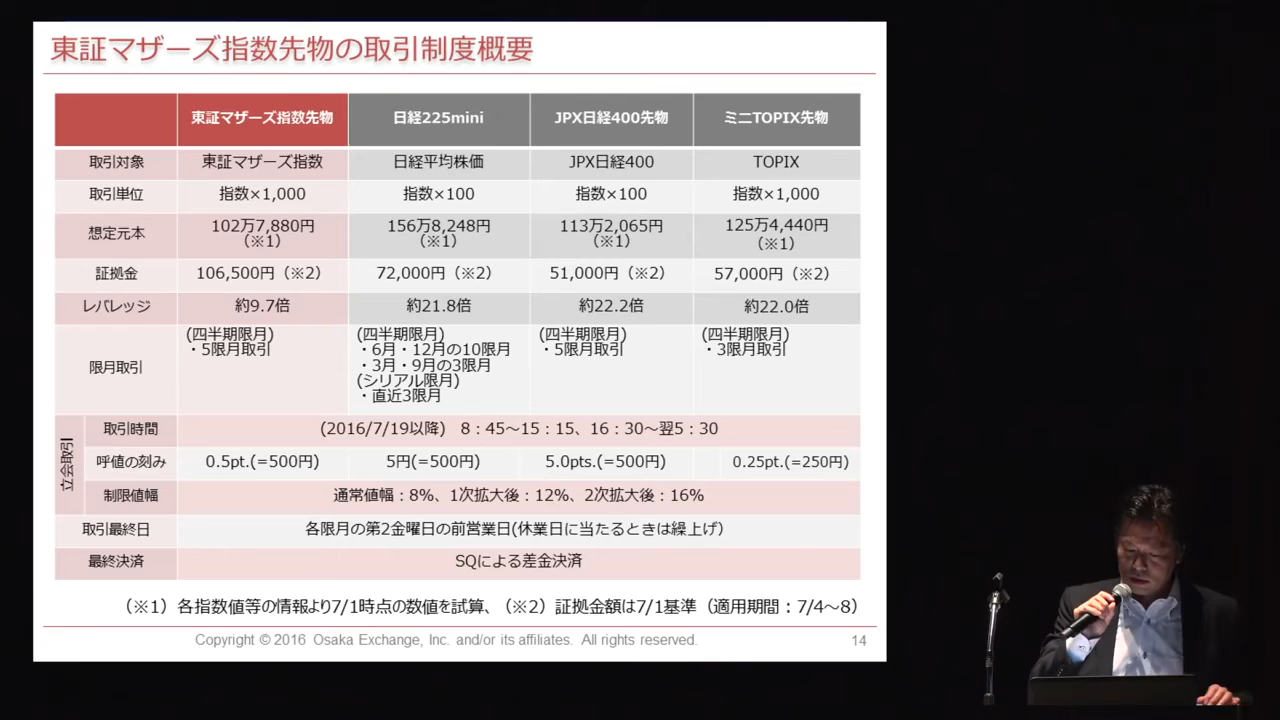 東証マザーズ指数先物の取引制度概要
東証マザーズ指数先物 日経225mini JPX日経400先物 ミニTOPIX先物
取引対象 東証マザーズ指数 日経平均株価 JPX日経400 TOPIX
取引単位 指数×1,000 指数×100 指数×100 指数×1,000
想定元本 102万7,880円（※1） 156万8,248円（※1） 113万2,065円（※1） 125万4,440円（※1）
証拠金 106,500円（※2） 72,000円（※2） 51,000円（※2） 57,000円（※2）
レバレッジ 約9.7倍 約21.8倍 約22.2倍 約22.0倍
限月取引
(四半期限月)
・5限月取引
(四半期限月)
・6月・12月の10限月
・3月・9月の3限月
(シリアル限月)
・直近3限月
(四半期限月)
・5限月取引
(四半期限月)
・3限月取引
立会取引
取引時間 (2016/7/19以降) 8：45～15：15、16：30～翌5：30
呼値の刻み 0.5pt.(=500円) 5円(=500円) 5.0pts.(=500円) 0.25pt.(=250円)
制限値幅 通常値幅：8%、1次拡大後：12%、2次拡大後：16%
取引最終日 各限月の第2金曜日の前営業日(休業日に当たるときは繰上げ）
最終決済 SQによる差金決済
（※1）各指数値等の情報より7/1時点の数値を試算、（※2）証拠金額は7/1基準（適用期間：7/4～8）
Copyright © 2016 Osaka Exchange, Inc. and/or its affiliates. All rights reserved. 14